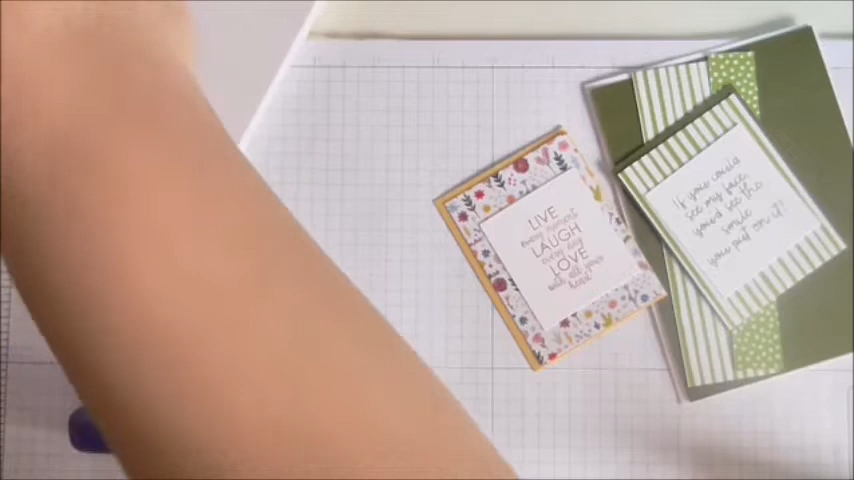 LIVE
every moment
LAUGH
every day
LOVE
with all your
heart
If you could
see my face,
you'd see the
smile
you put on it!